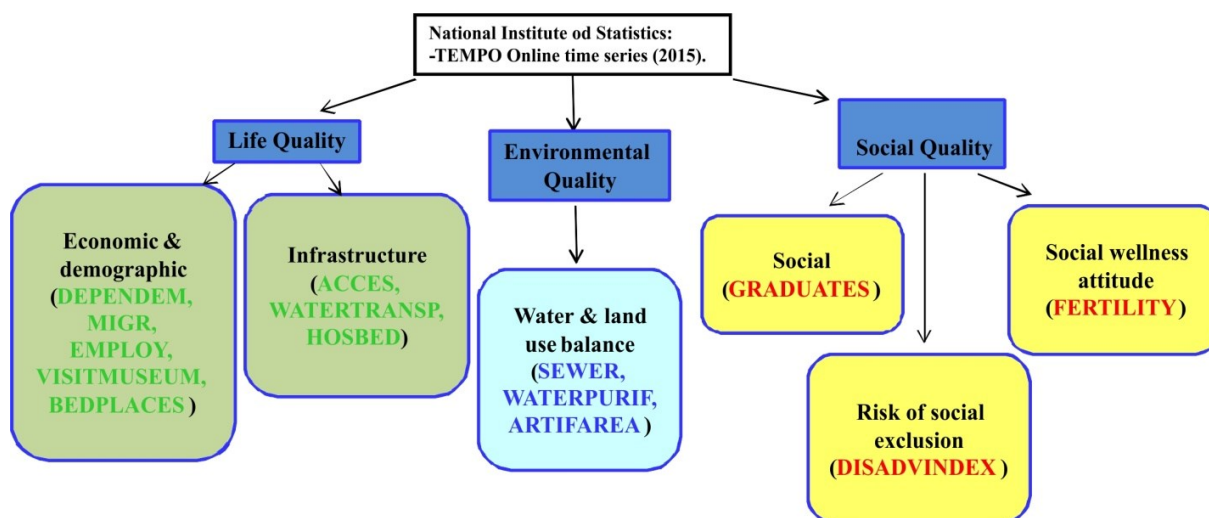 National Institute od Statistics:
-TEMPO Online time series (2015).
Life Quality
Environmental
Quality
Social Quality
Economic &
demographic
(DEPENDEM,
MIGR,
EMPLOY,
VISITMUSEUM,
BEDPLACES)
Infrastructure
(ACCES,
WATERTRANSP,
HOSBED)
Water & land
use balance
(SEWER,
WATERPURIF,
ARTIFAREA)
Social
(GRADUATES)
Risk of social
exclusion
(DISADVINDEX)
Social wellness
attitude
(FERTILITY)